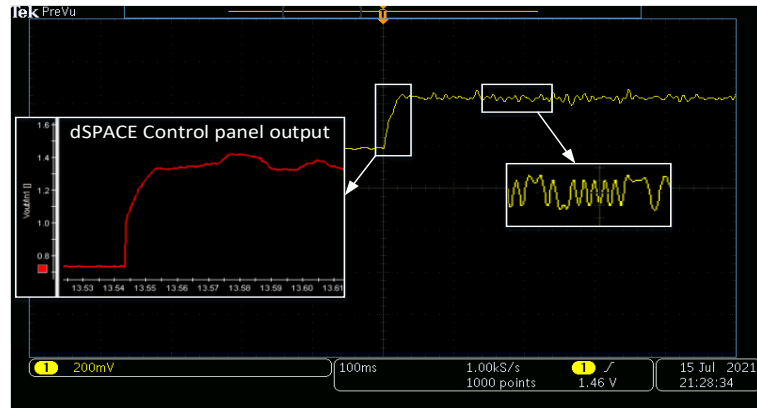 Tek PreVu
T
dSPACE Control panel output
1.6
1.4
1.2
1.0
0.8
Vout/In1 []
13.53 13.54 13.55 13.56 13.57 13.58 13.59 13.60 13.61
1 200mV
100ms
1.00kS/s
1000 points
1
1.46 V
15 Jul 2021
21:28:34